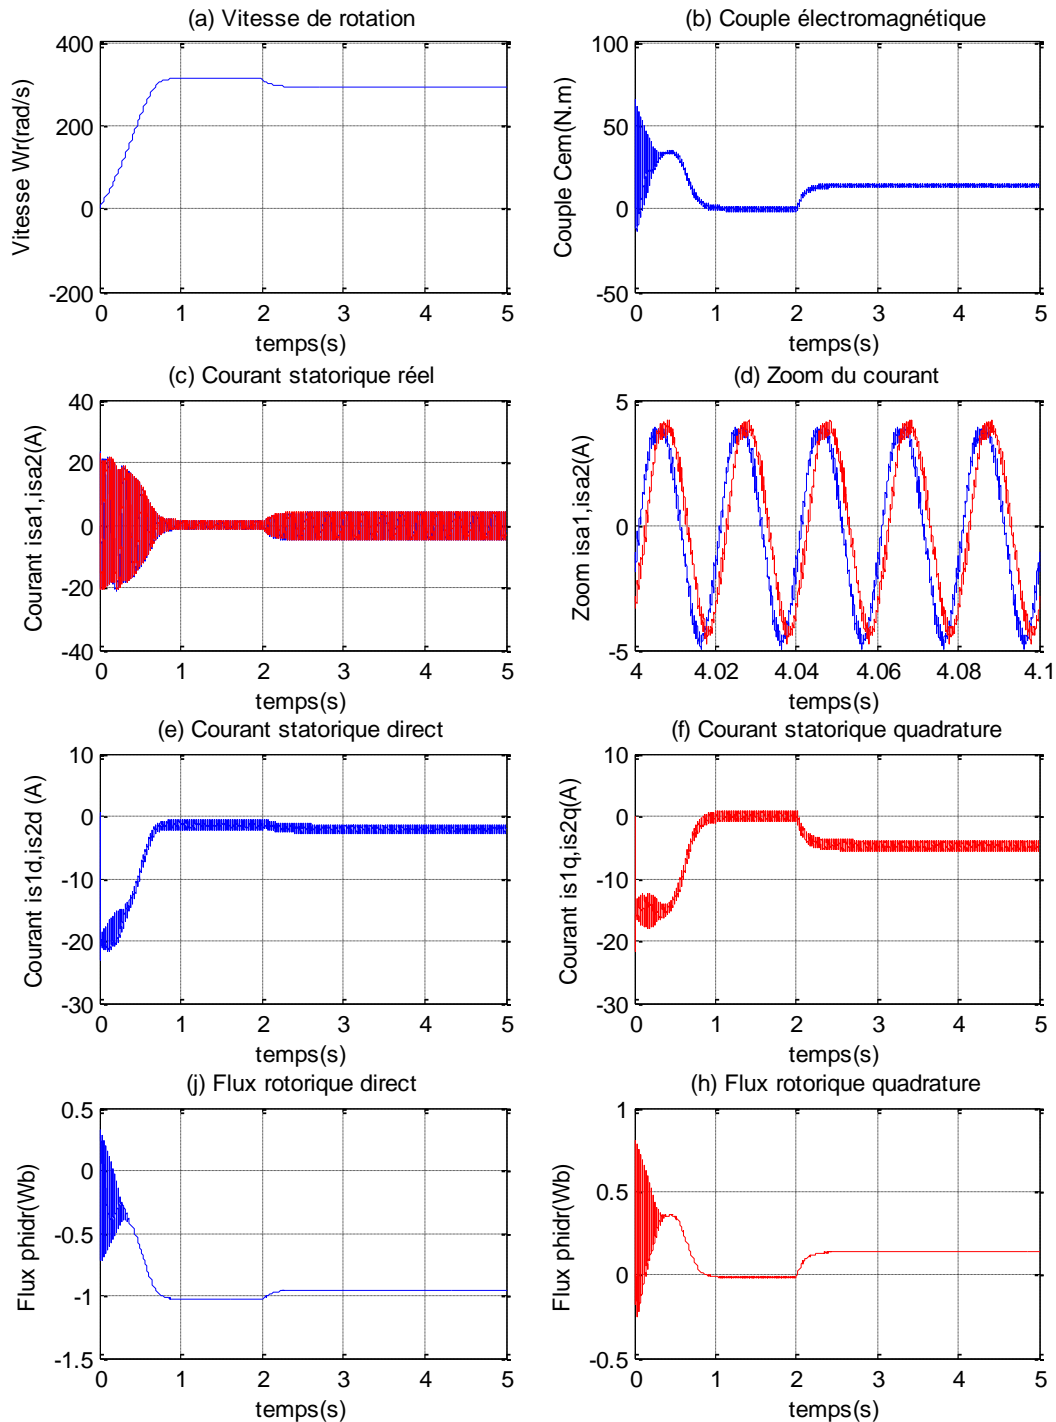 (a) Vitesse de rotation
(b) Couple électromagnétique
400
200
0
-200
Vitesse Wr(rad/s)
0 1 2 3 4 5
temps(s)
100
50
0
-50
Couple Cem(N.m)
0 1 2 3 4 5
temps(s)
(c) Courant statorique réel
(d) Zoom du courant
40
20
0
-20
-40
Courant isa1,isa2(A)
0 1 2 3 4 5
temps(s)
5
0
-5
Zoom isa1,isa2(A)
4 4.02 4.04 4.06 4.08 4.1
temps(s)
(e) Courant statorique direct
(f) Courant statorique quadrature
10
0
-10
-20
-30
Courant is1d,is2d (A)
0 1 2 3 4 5
temps(s)
10
0
-10
-20
-30
Courant is1q,is2q(A)
0 1 2 3 4 5
temps(s)
(j) Flux rotorique direct
(h) Flux rotorique quadrature
0.5
0
-0.5
-1
-1.5
Flux phidr(Wb)
0 1 2 3 4 5
temps(s)
1
0.5
0
-0.5
Flux phidr(Wb)
0 1 2 3 4 5
temps(s)